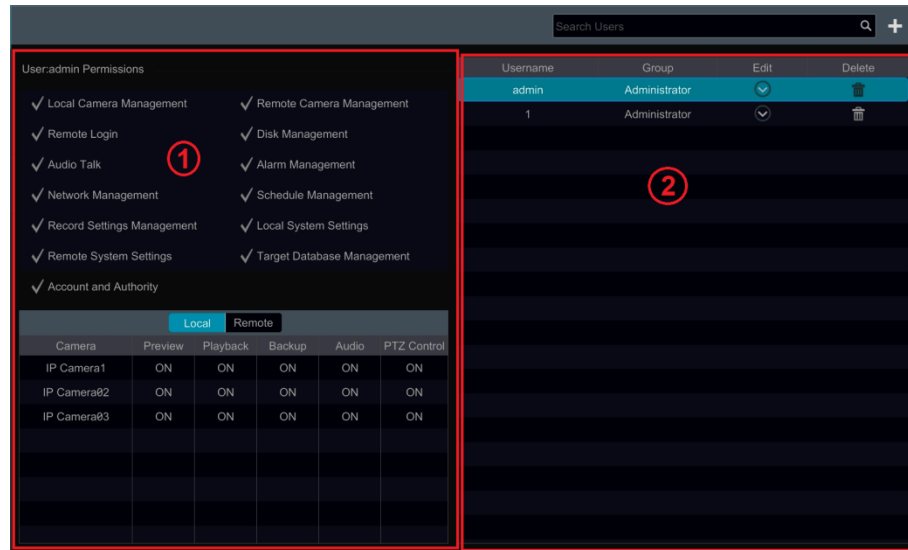 Search Users
User:admin Permissions
Local Camera Management Remote Camera Management
Remote Login Disk Management
Audio Talk Alarm Management
Network Management Schedule Management
Record Settings Management Local System Settings
Remote System Settings Target Database Management
Account and Authority
Local Remote
Camera Preview Playback Backup Audio PTZ Control
IP Camera1 ON ON ON ON ON
IP Camera02 ON ON ON ON ON
IP Camera03 ON ON ON ON ON
1
Username Group Edit Delete
admin Administrator
1 Administrator
2